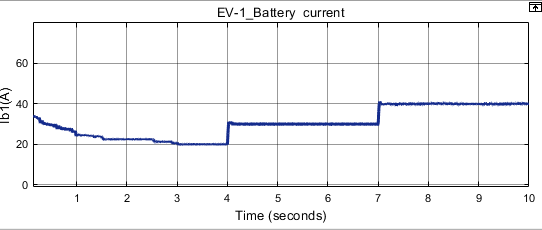 EV-1_Battery current
Ib1(A)
60
40
20
0
1 2 3 4 5 6 7 8 9 10
Time (seconds)